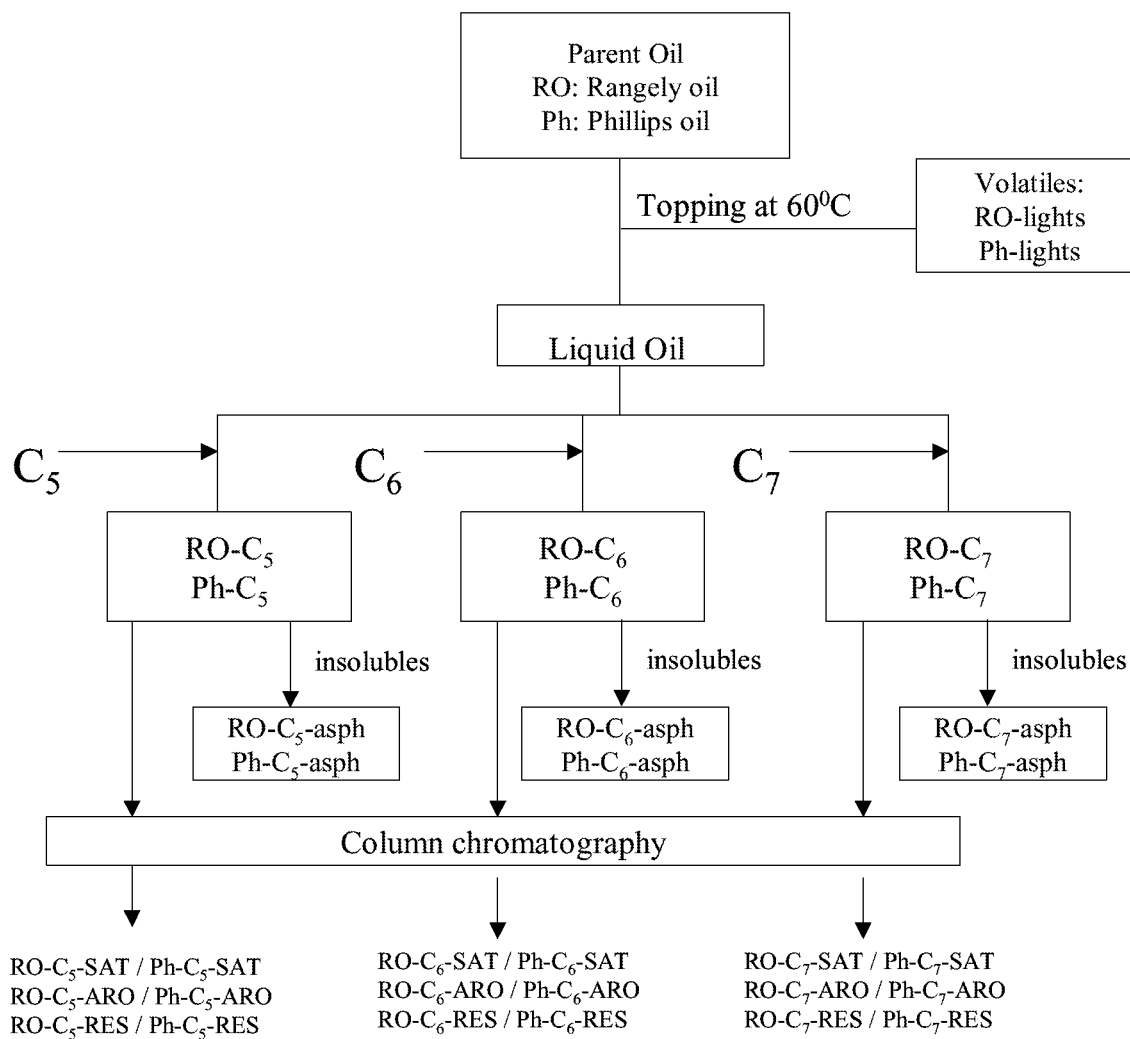 Parent Oil
RO: Rangely oil
Ph: Phillips oil
Topping at 60⁰C
Volatiles:
RO-lights
Ph-lights
Liquid Oil
C₅
C₆
C₇
RO-C₅
Ph-C₅
RO-C₆
Ph-C₆
RO-C₇
Ph-C₇
insolubles
insolubles
insolubles
RO-C₅-asph
Ph-C₅-asph
RO-C₆-asph
Ph-C₆-asph
RO-C₇-asph
Ph-C₇-asph
Column chromatography
RO-C₅-SAT / Ph-C₅-SAT
RO-C₅-ARO / Ph-C₅-ARO
RO-C₅-RES / Ph-C₅-RES
RO-C₆-SAT / Ph-C₆-SAT
RO-C₆-ARO / Ph-C₆-ARO
RO-C₆-RES / Ph-C₆-RES
RO-C₇-SAT / Ph-C₇-SAT
RO-C₇-ARO / Ph-C₇-ARO
RO-C₇-RES / Ph-C₇-RES